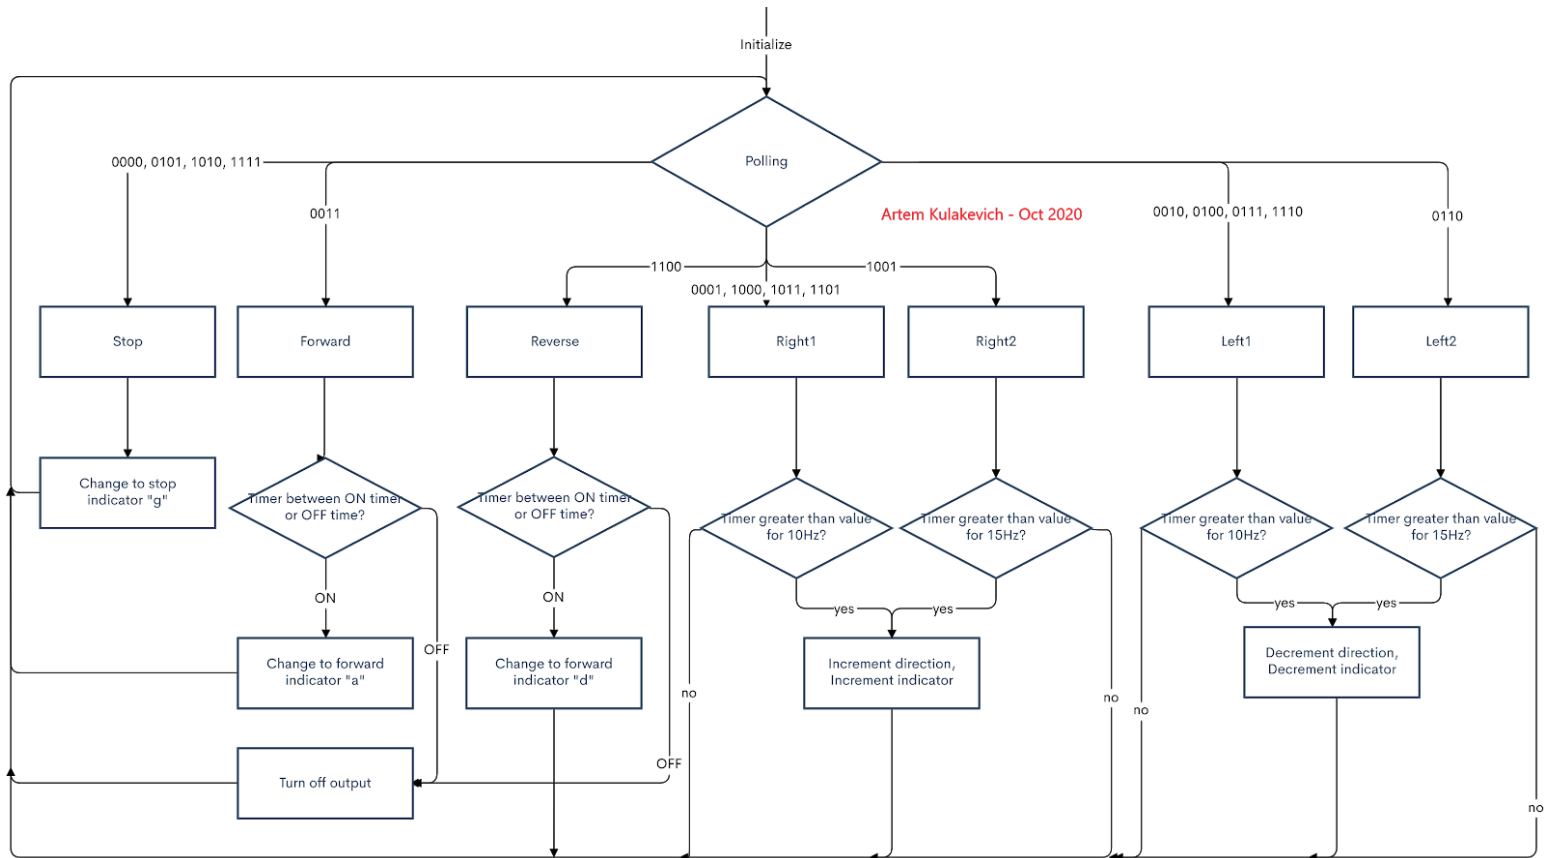 Initialize
Polling
0000, 0101, 1010, 1111
0011
Artem Kulakevich - Oct 2020
0010, 0100, 0111, 1110
0110
1100
1001
0001, 1000, 1011, 1101
Stop
Forward
Reverse
Right1
Right2
Left1
Left2
Change to stop
indicator "g"
Timer between ON timer
or OFF time?
Timer between ON timer
or OFF time?
Timer greater than value
for 10Hz?
Timer greater than value
for 15Hz?
Timer greater than value
for 10Hz?
Timer greater than value
for 15Hz?
ON
ON
yes
yes
yes
yes
OFF
Change to forward
indicator "a"
Change to forward
indicator "d"
Increment direction,
Increment indicator
Decrement direction,
Decrement indicator
no
no
no
OFF
Turn off output
no